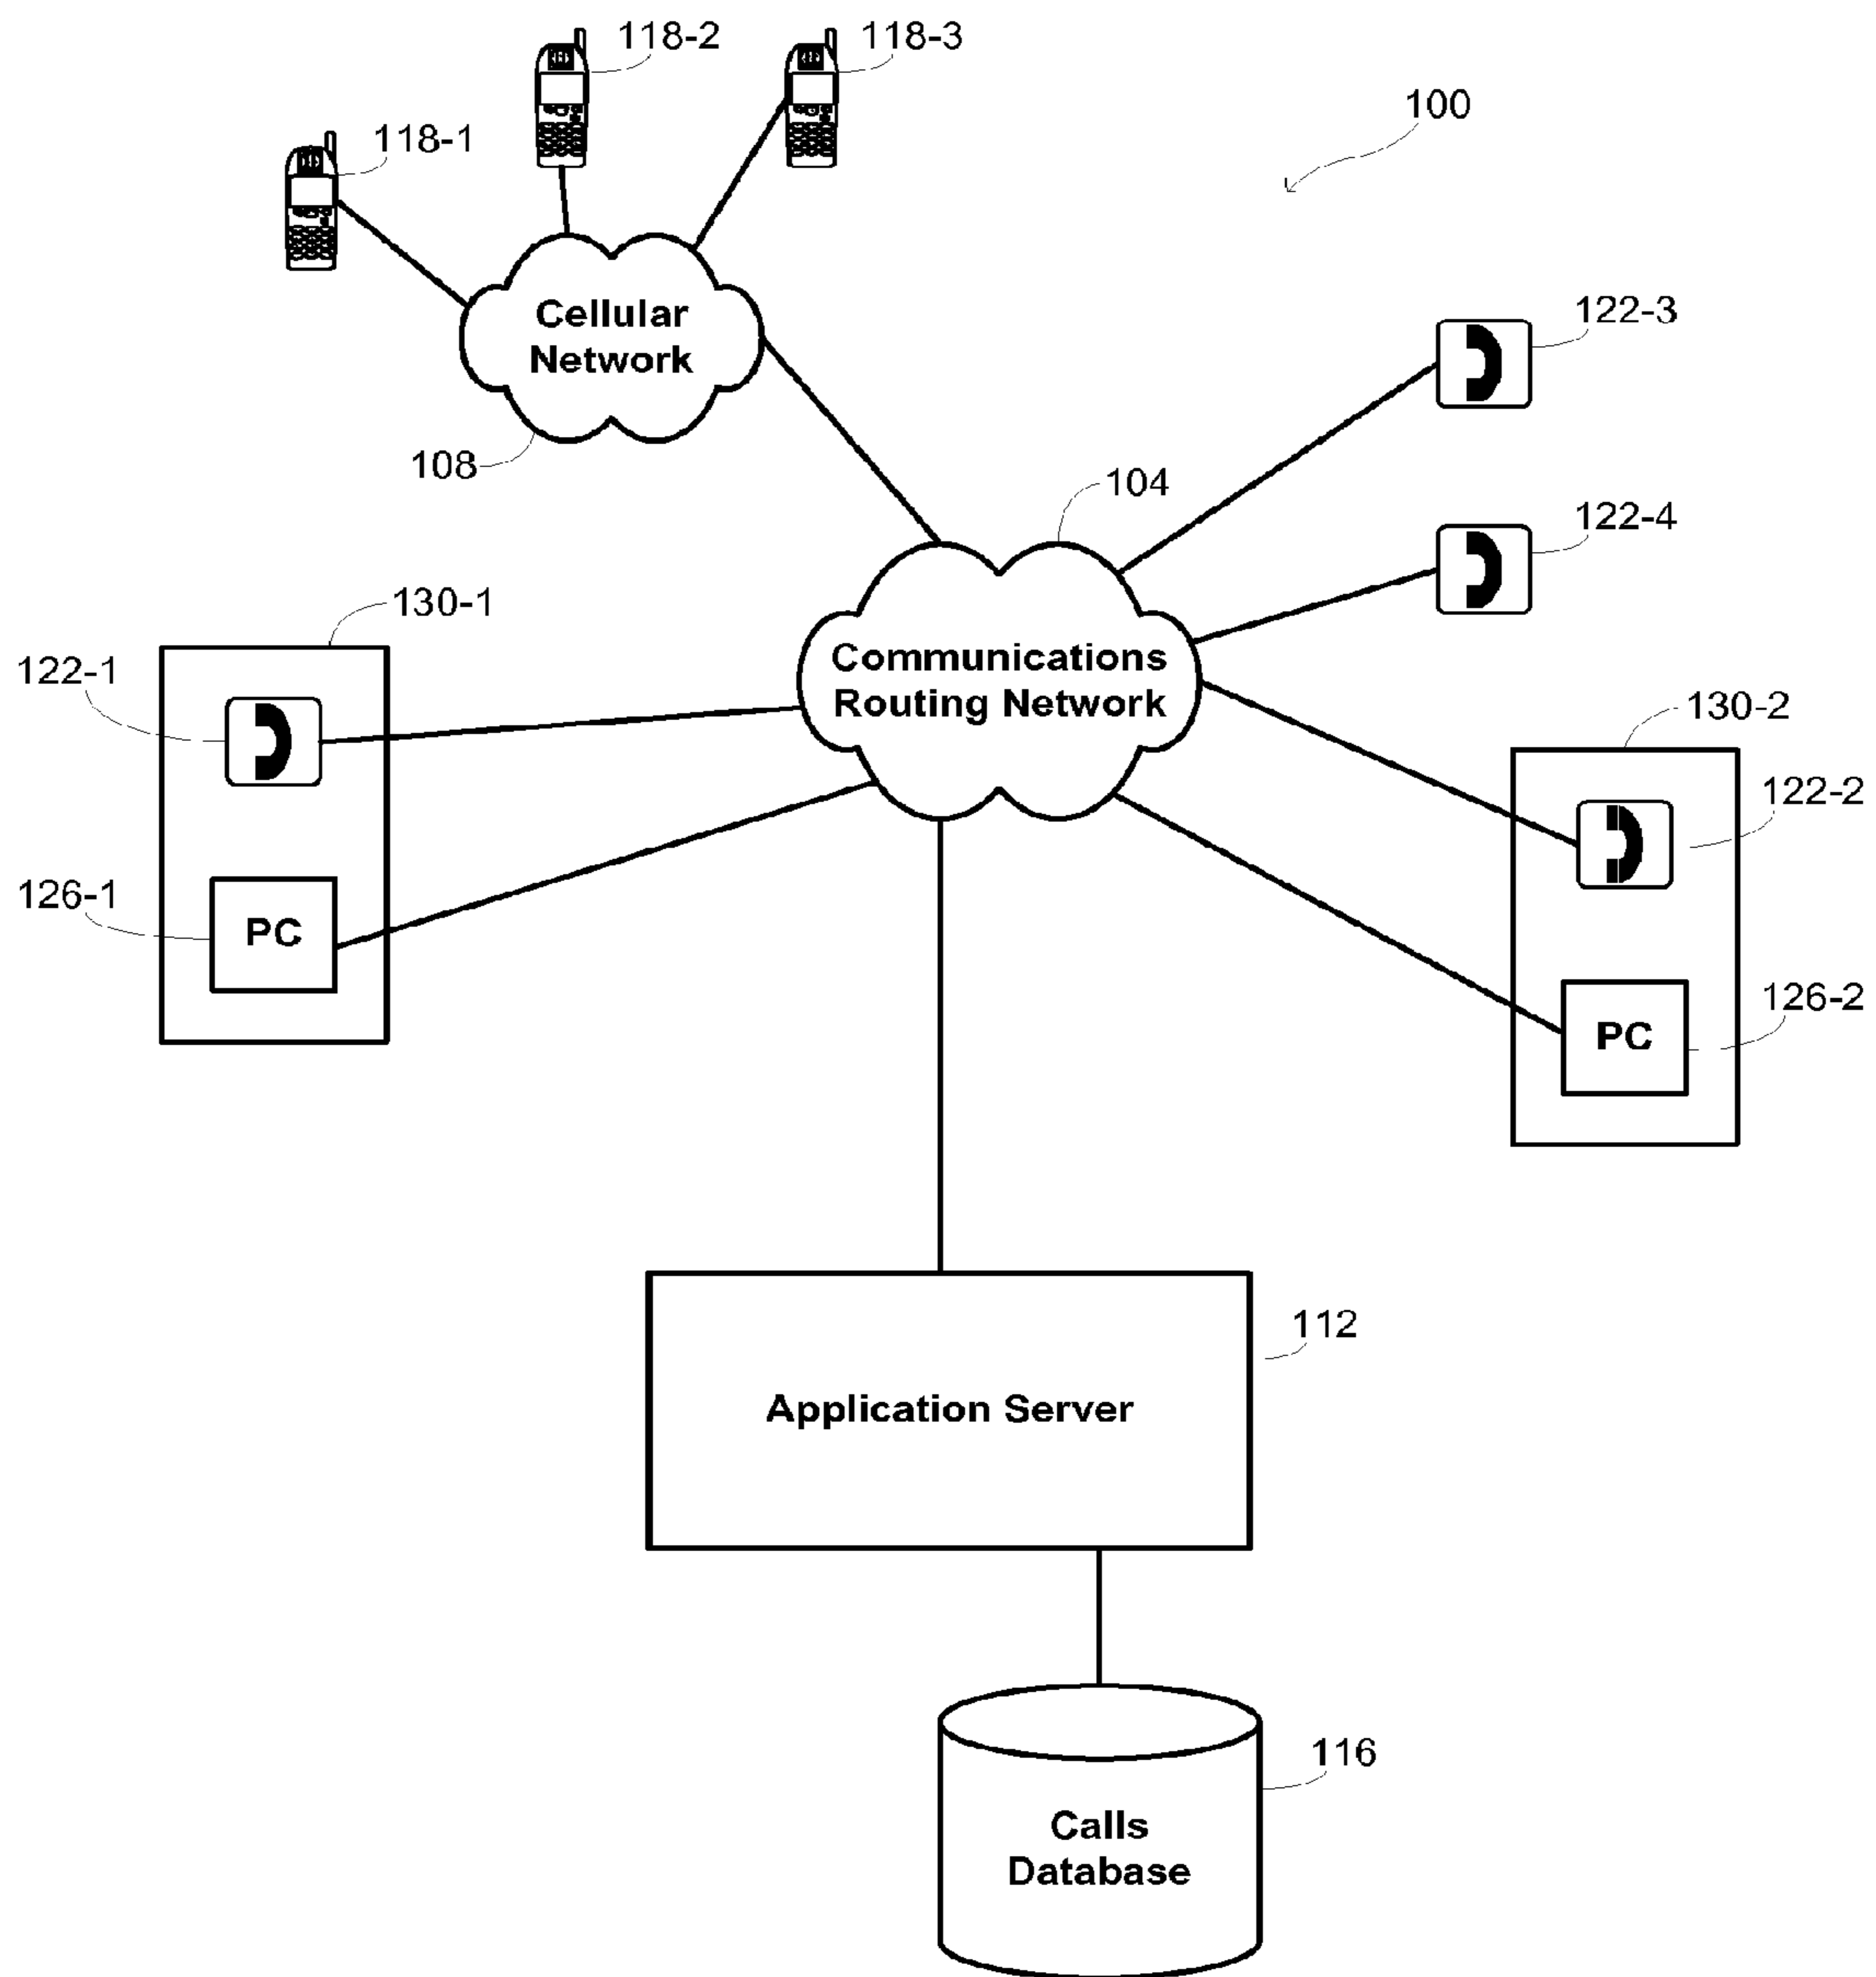 118-2
118-3
100
118-1
122-3
Cellular
Network
108
104
122-4
130-1
122-1
Communications
Routing Network
130-2
122-2
126-1
PC
126-2
PC
112
Application Server
116
Calls
Database